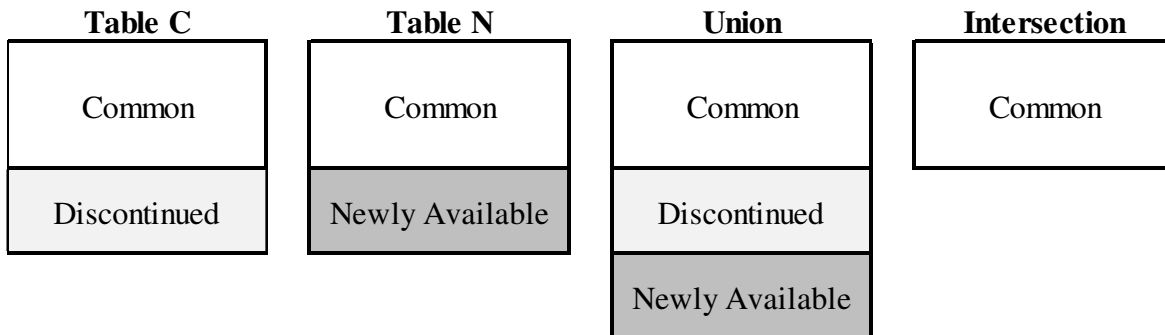 Table C
Table N
Union
Intersection
Common
Common
Common
Common
Discontinued
Newly Available
Discontinued
Newly Available